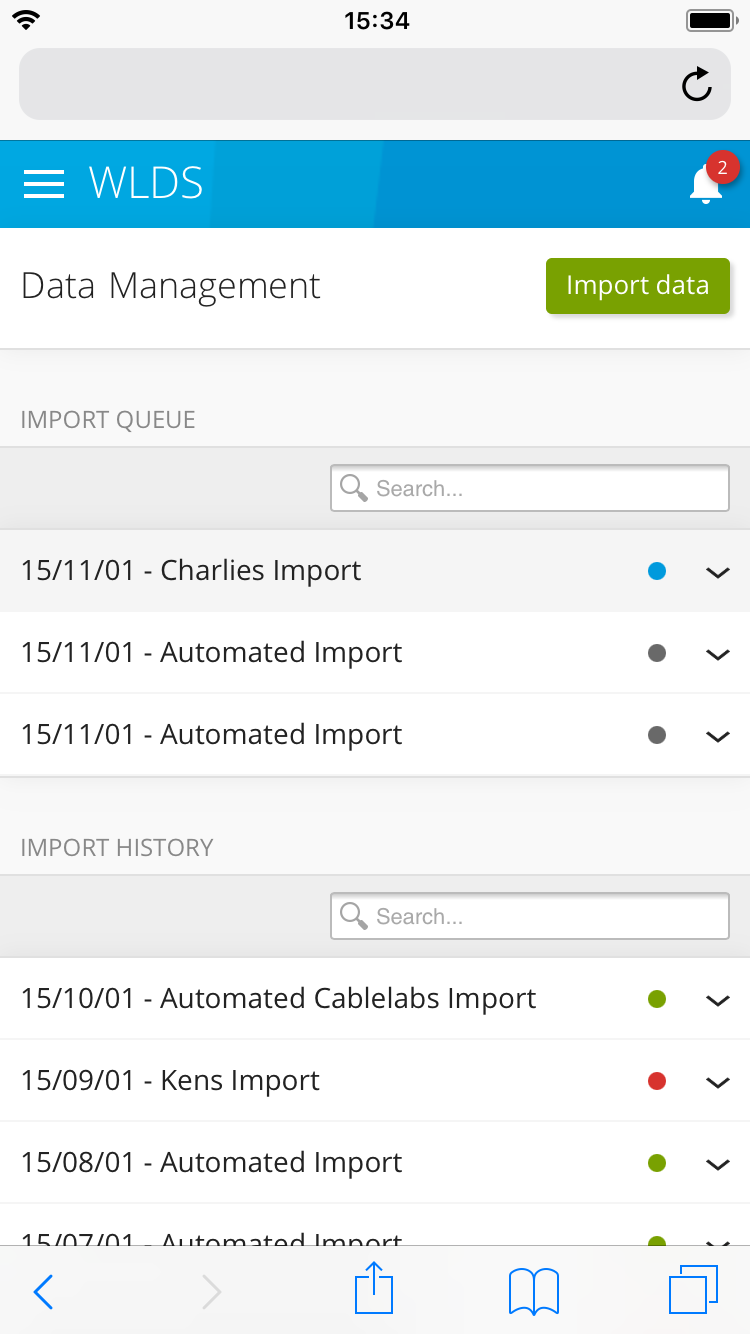 15:34
WLDS
2
Data Management
Import data
IMPORT QUEUE
Search...
15/11/01 - Charlies Import
15/11/01 - Automated Import
15/11/01 - Automated Import
IMPORT HISTORY
Search...
15/10/01 - Automated Cablelabs Import
15/09/01 - Kens Import
15/08/01 - Automated Import
15/07/01 - Automated Import